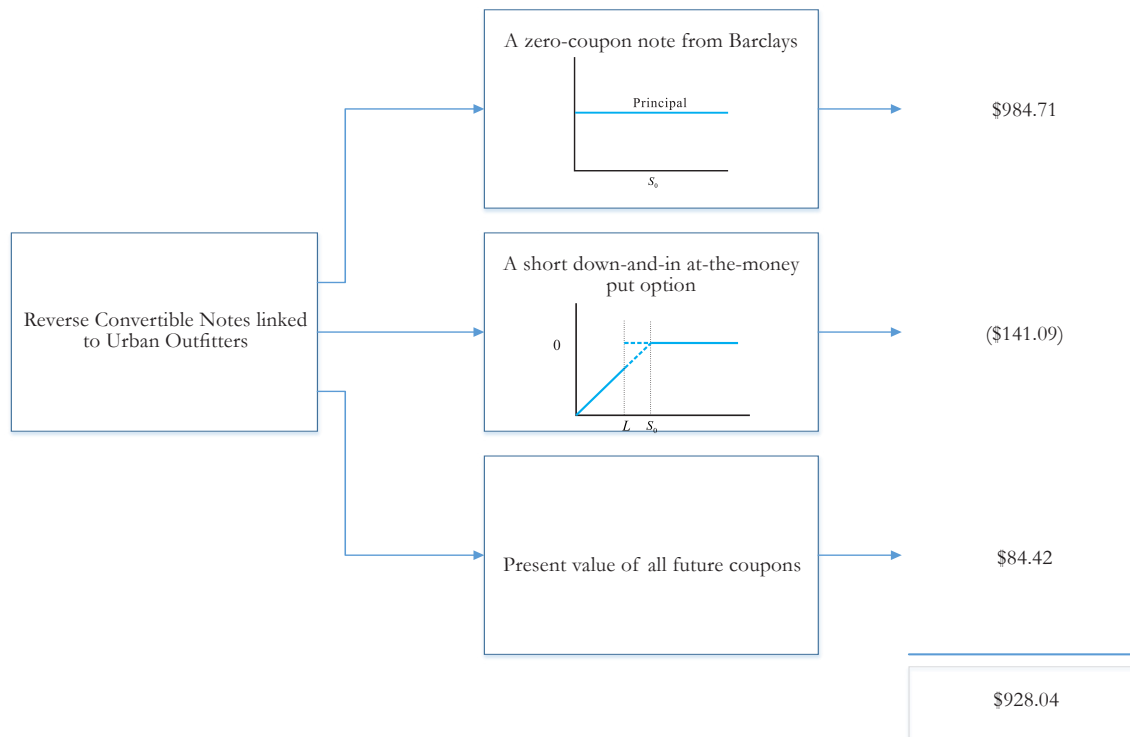 A zero-coupon note from Barclays
Principal
S₀
$984.71
Reverse Convertible Notes linked
to Urban Outfitters
A short down-and-in at-the-money
put option
0
L S₀
($141.09)
Present value of all future coupons
$84.42
$928.04